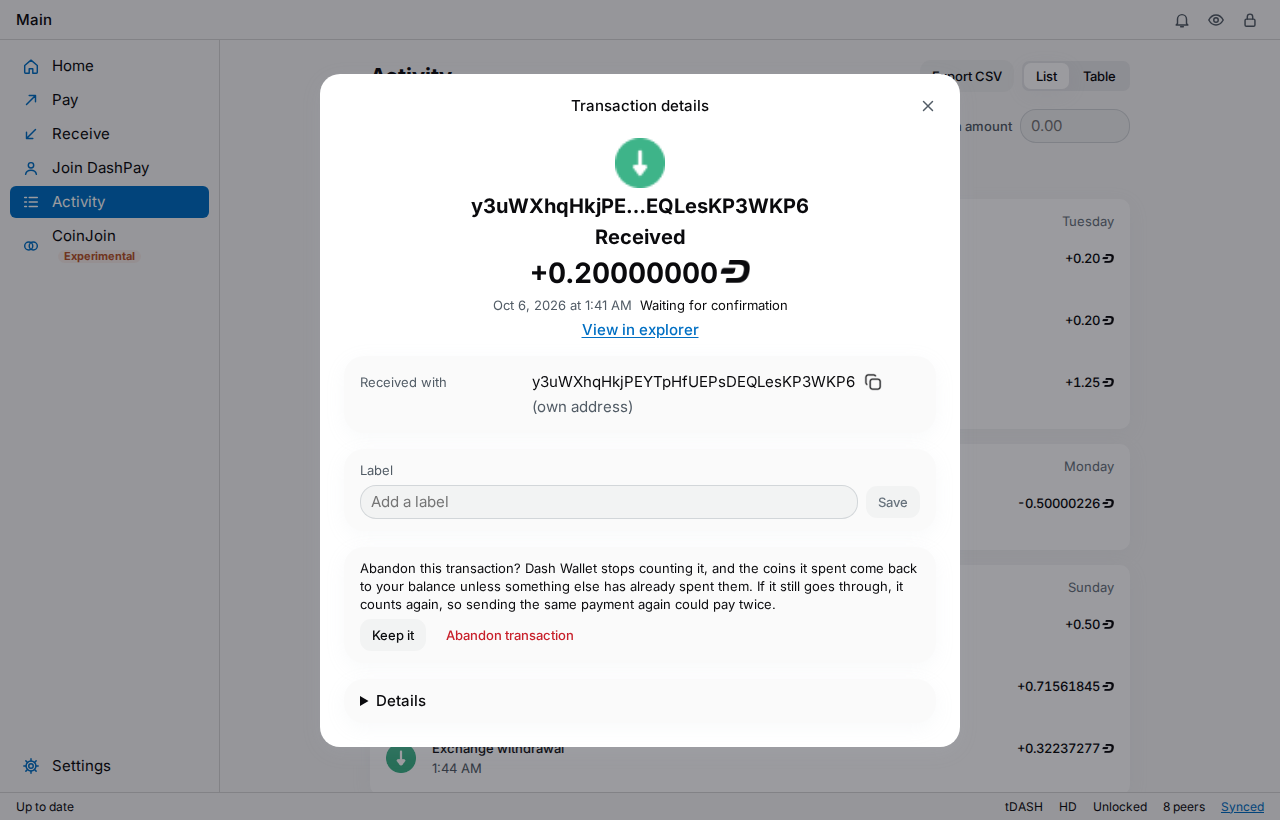 Main
Home
Pay
Receive
Join DashPay
Activity
CoinJoin
Experimental
Settings
Activity
Export CSV
List
Table
amount
0.00
Transaction details
y3uWXhqHkjPE...EQLesKP3WKP6
Received
+0.20000000
Oct 6, 2026 at 1:41 AM Waiting for confirmation
View in explorer
Received with
y3uWXhqHkjPEYTpHfUEPsDEQLesKP3WKP6
(own address)
Label
Add a label
Save
Abandon this transaction? Dash Wallet stops counting it, and the coins it spent come back
to your balance unless something else has already spent them. If it still goes through, it
counts again, so sending the same payment again could pay twice.
Keep it
Abandon transaction
Details
Tuesday
+0.20
+0.20
+1.25
Monday
-0.50000226
Sunday
+0.50
+0.71561845
Exchange withdrawal
+0.32237277
1:44 AM
Up to date
tDASH
HD
Unlocked
8 peers
Synced